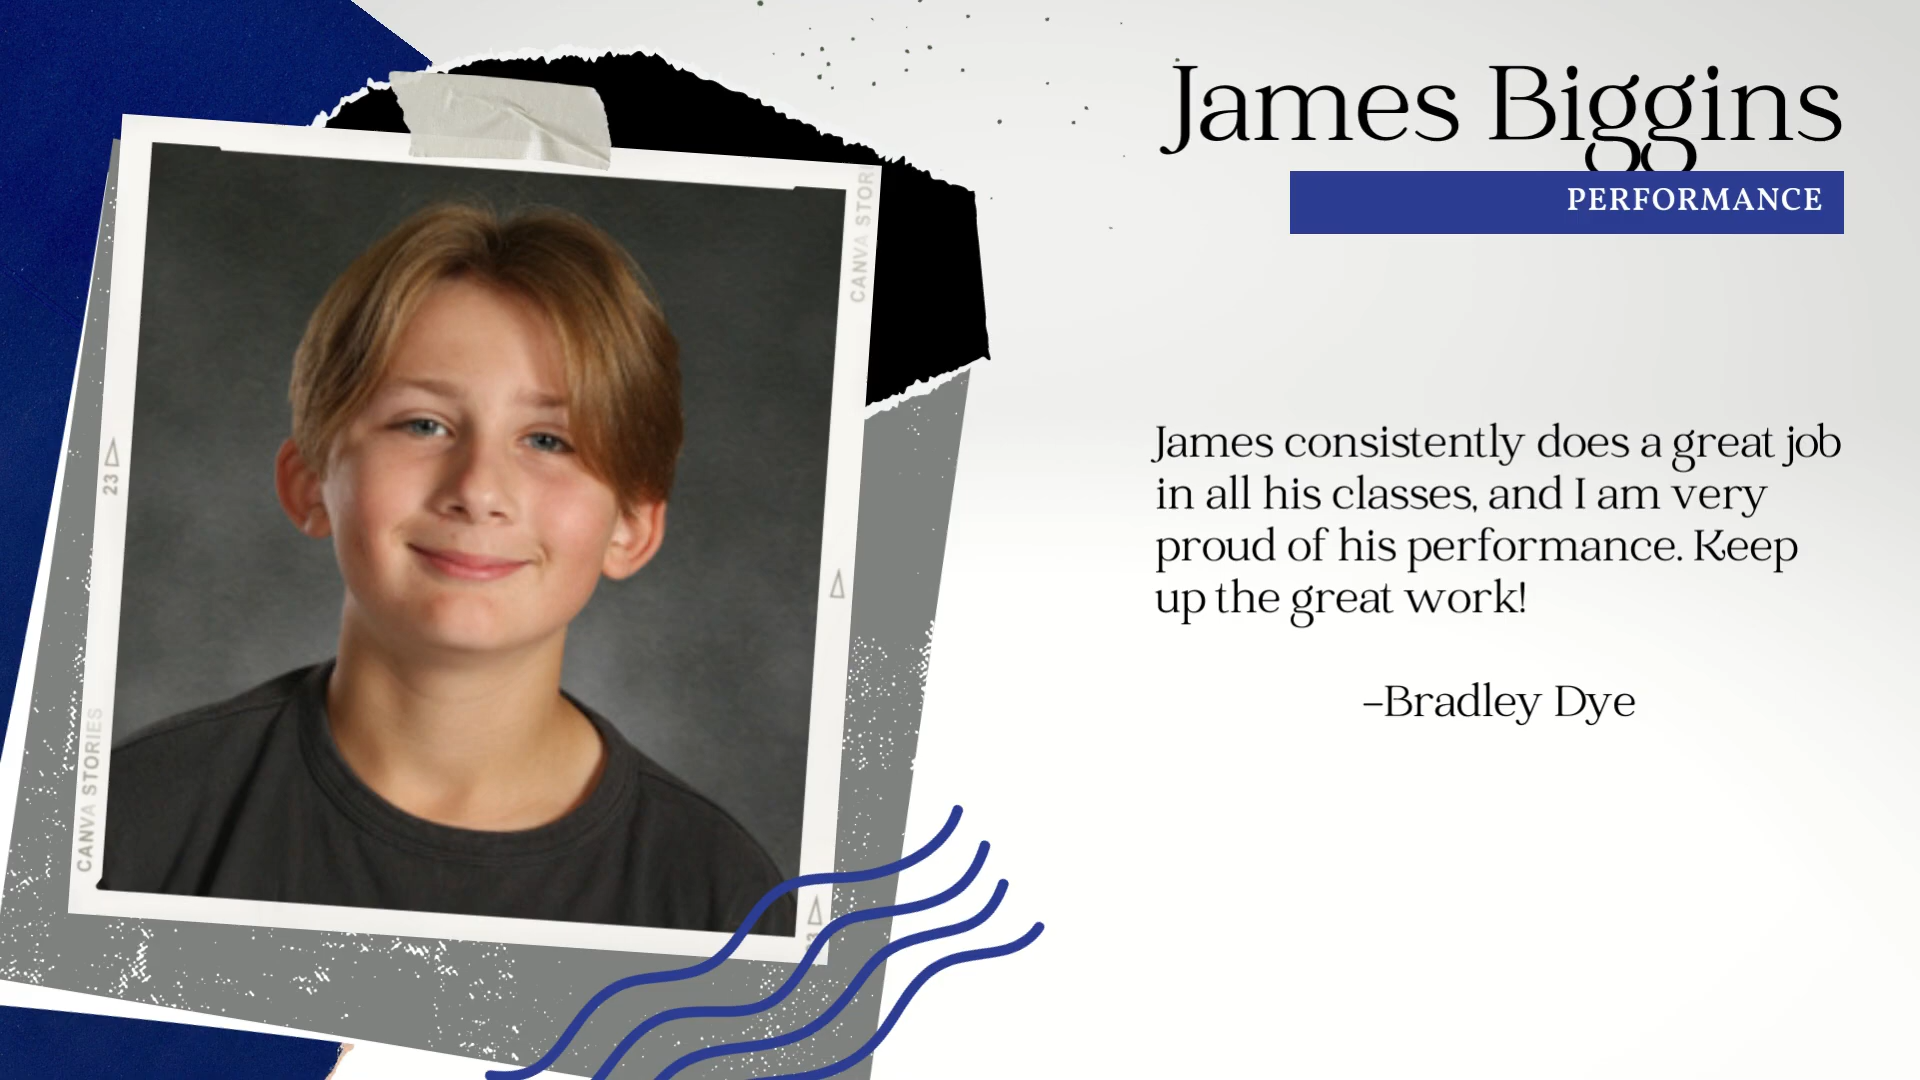 James Biggins
PERFORMANCE
James consistently does a great job
in all his classes, and I am very
proud of his performance. Keep
up the great work!
–Bradley Dye
CANVA STOR
23
CANVA STORIES
23